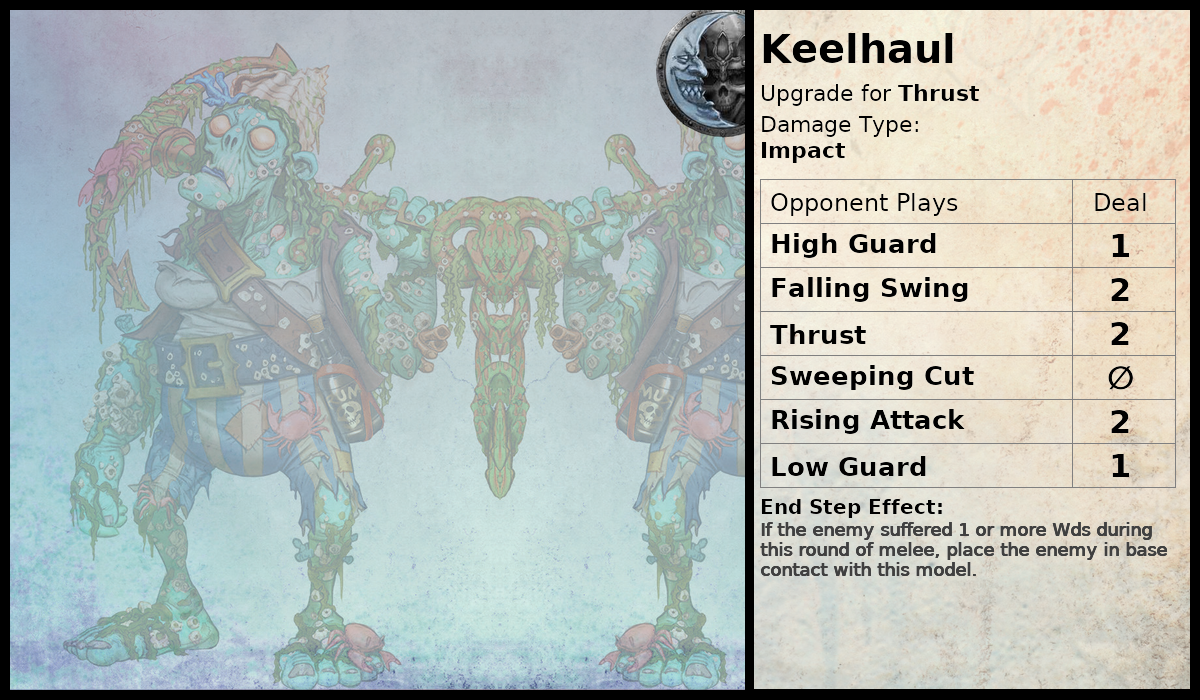 Keelhaul
Upgrade for Thrust
Damage Type:
Impact
Opponent Plays Deal
High Guard 1
Falling Swing 2
Thrust 2
Sweeping Cut ∅
Rising Attack 2
Low Guard 1
End Step Effect:
If the enemy suffered 1 or more Wds during
this round of melee, place the enemy in base
contact with this model.